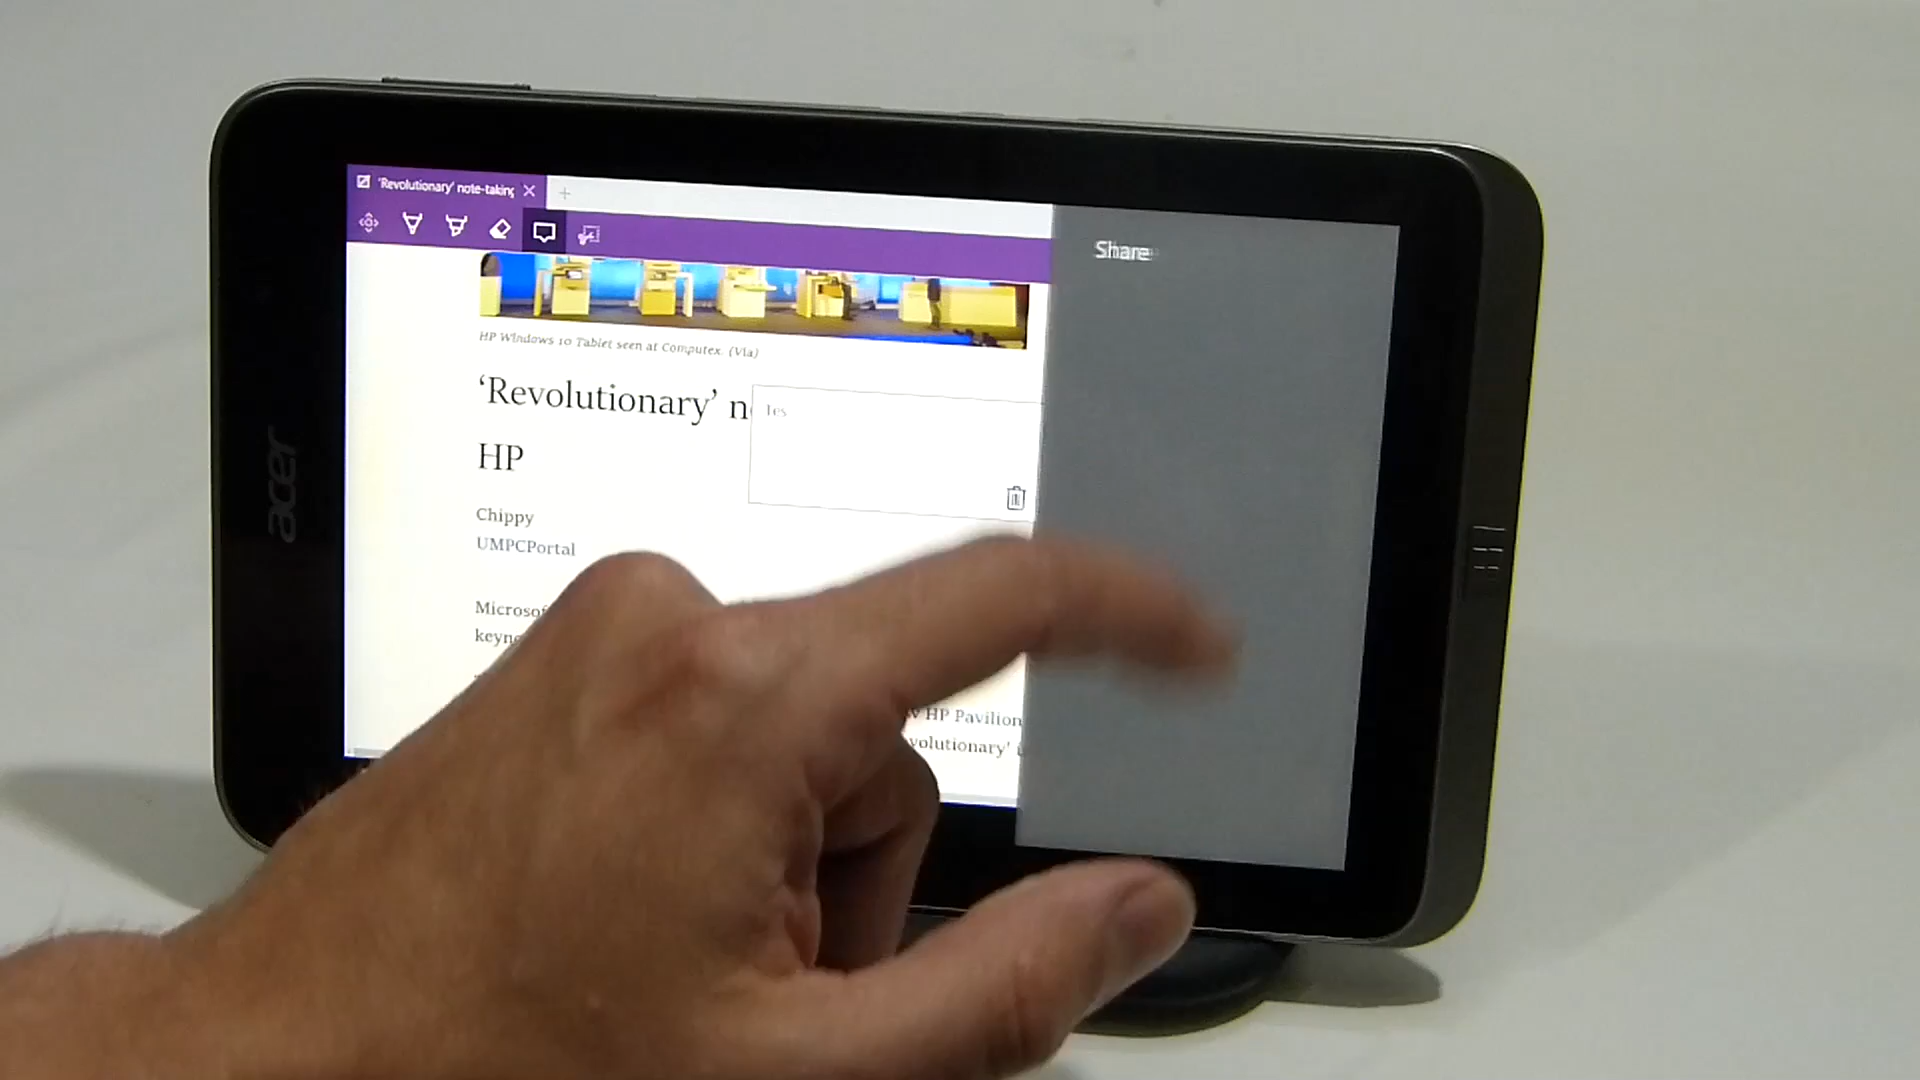 'Revolutionary' note-taking
Share
HP Windows 10 Tablet seen at Computex. (Via)
'Revolutionary'
Tes
HP
acer
Chippy
UMPCPortal
HP Pavilion